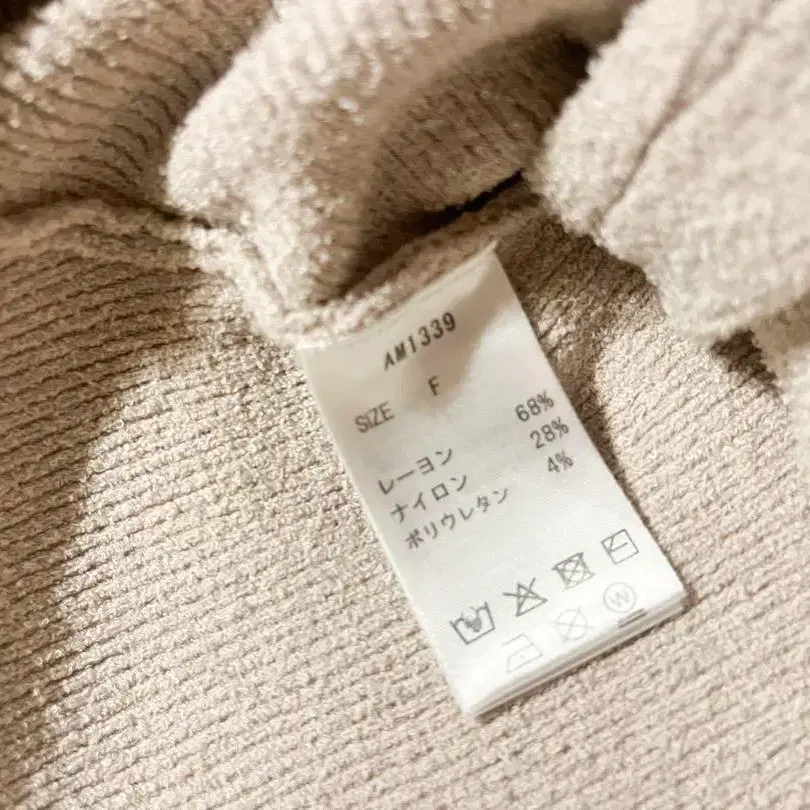 AM1339
SIZE F
レーヨン 68%
ナイロン 28%
ポリウレタン 4%
W